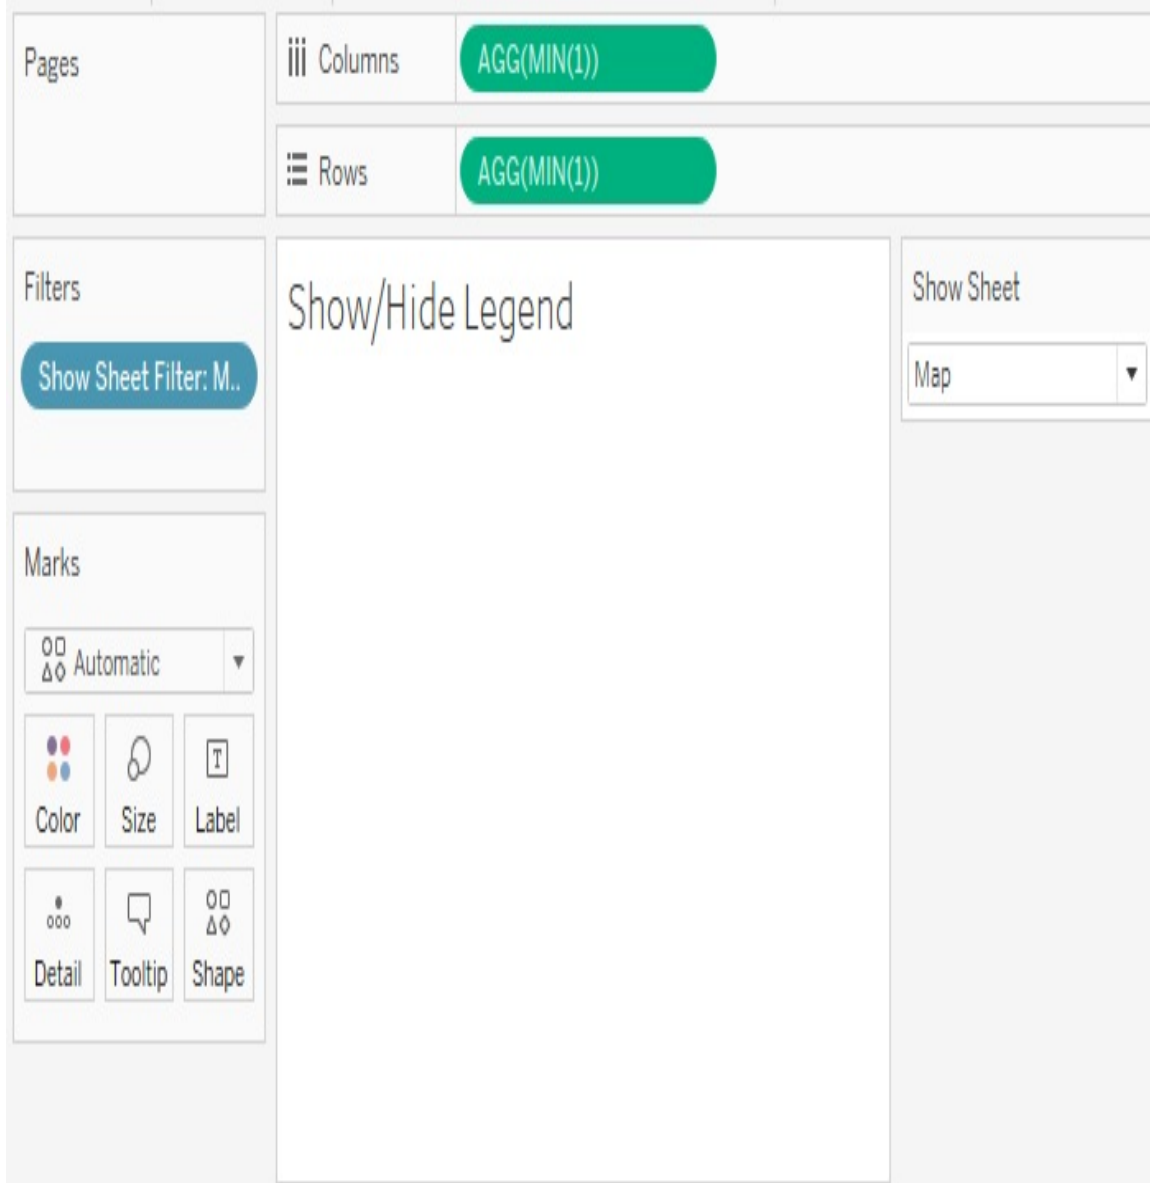 Pages
Columns
AGG(MIN(1))
Rows
AGG(MIN(1))
Filters
Show Sheet Filter: M..
Show/Hide Legend
Show Sheet
Map
Marks
Automatic
Color Size Label
Detail Tooltip Shape